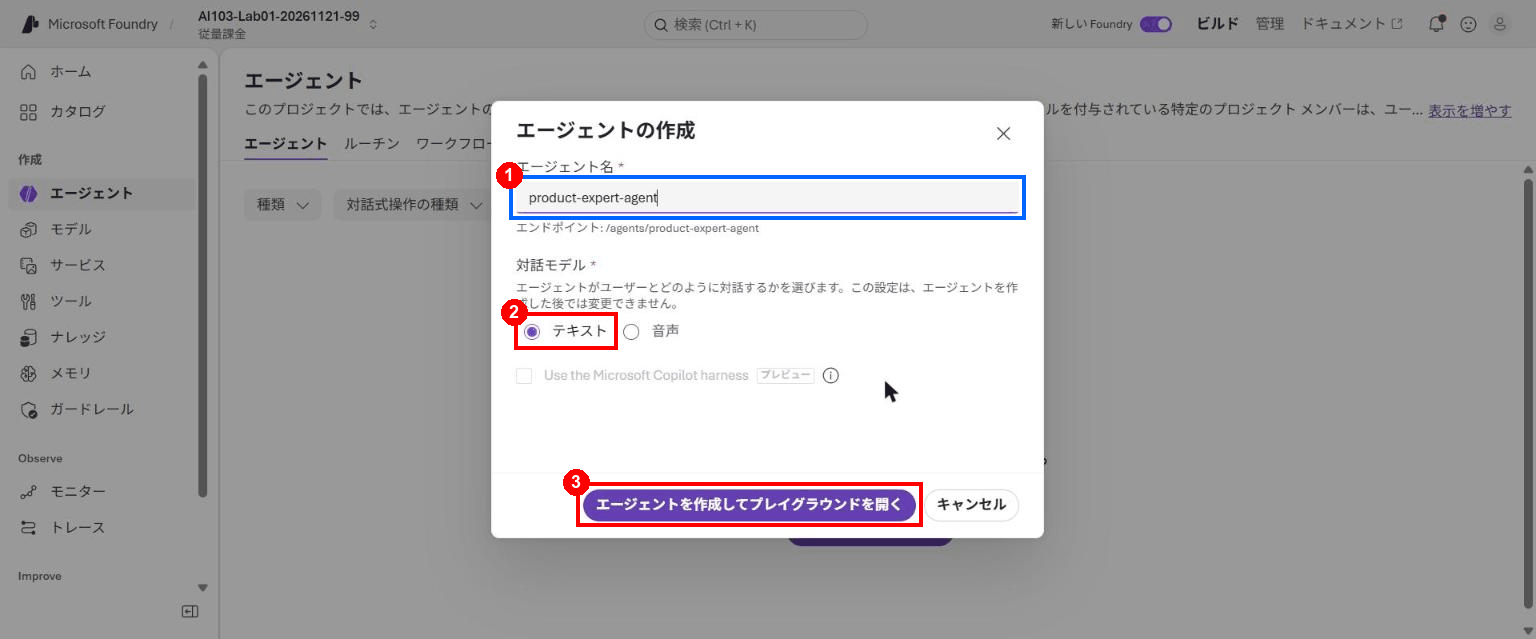 Microsoft Foundry
/
AI103-Lab01-20261121-99
従量課金
検索 (Ctrl + K)
新しい Foundry
ビルド
管理
ドキュメント
ホーム
カタログ
作成
エージェント
モデル
サービス
ツール
ナレッジ
メモリ
ガードレール
Observe
モニター
トレース
Improve
エージェント
このプロジェクトでは、エージェントの
ルを付与されている特定のプロジェクト メンバーは、ユー... 表示を増やす
エージェント ルーチン ワークフロー
種類
対話式操作の種類
エージェントの作成
エージェント名 *
1
product-expert-agent
エンドポイント: /agents/product-expert-agent
対話モデル *
エージェントがユーザーとどのように対話するかを選びます。この設定は、エージェントを作
成した後では変更できません。
2
テキスト
音声
Use the Microsoft Copilot harness プレビュー
3
エージェントを作成してプレイグラウンドを開く
キャンセル